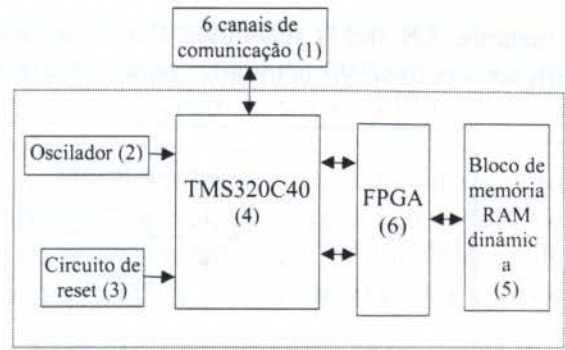 6 canais de
comunicação (1)
Oscilador (2)
TMS320C40
(4)
FPGA
(6)
Bloco de
memória
RAM
dinâmic
a
(5)
Circuito de
reset (3)